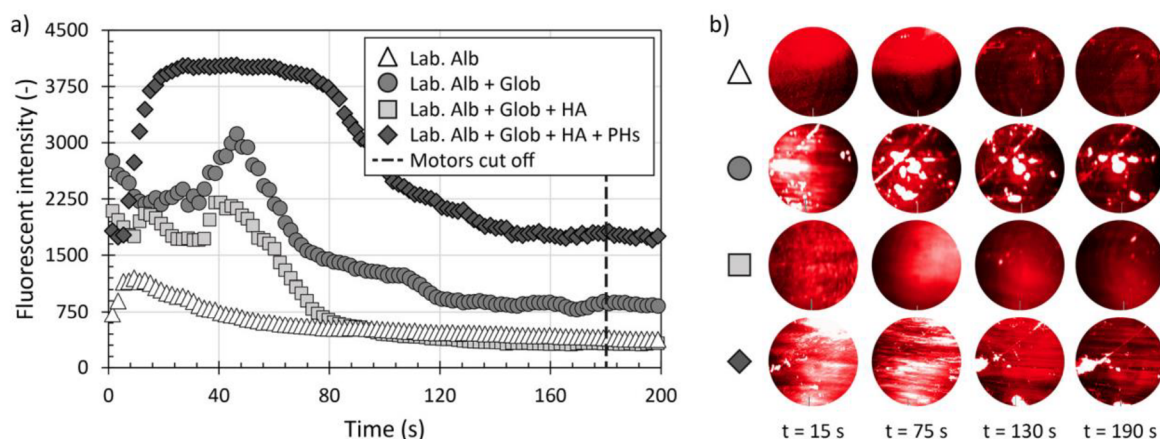 a)
4500
3750
3000
2250
1500
750
0
Fluorescent intensity (-)
Lab. Alb
Lab. Alb + Glob
Lab. Alb + Glob + HA
Lab. Alb + Glob + HA + PHs
Motors cut off
0 40 80 120 160 200
Time (s)
b)
t = 15 s t = 75 s t = 130 s t = 190 s